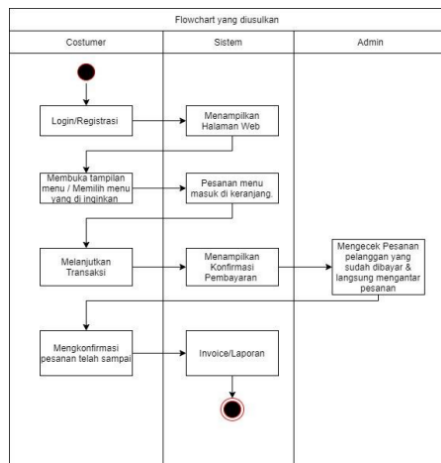 Flowchart yang diusulkan
Costumer
Sistem
Admin
Login/Registrasi
Menampilkan
Halaman Web
Membuka tampilan
menu / Memilih menu
yang di inginkan
Pesanan menu
masuk di keranjang.
Melanjutkan
Transaksi
Menampilkan
Konfirmasi
Pembayaran
Mengecek Pesanan
pelanggan yang
sudah dibayar &
langsung mengantar
pesanan
Mengkonfirmasi
pesanan telah sampai
Invoice/Laporan